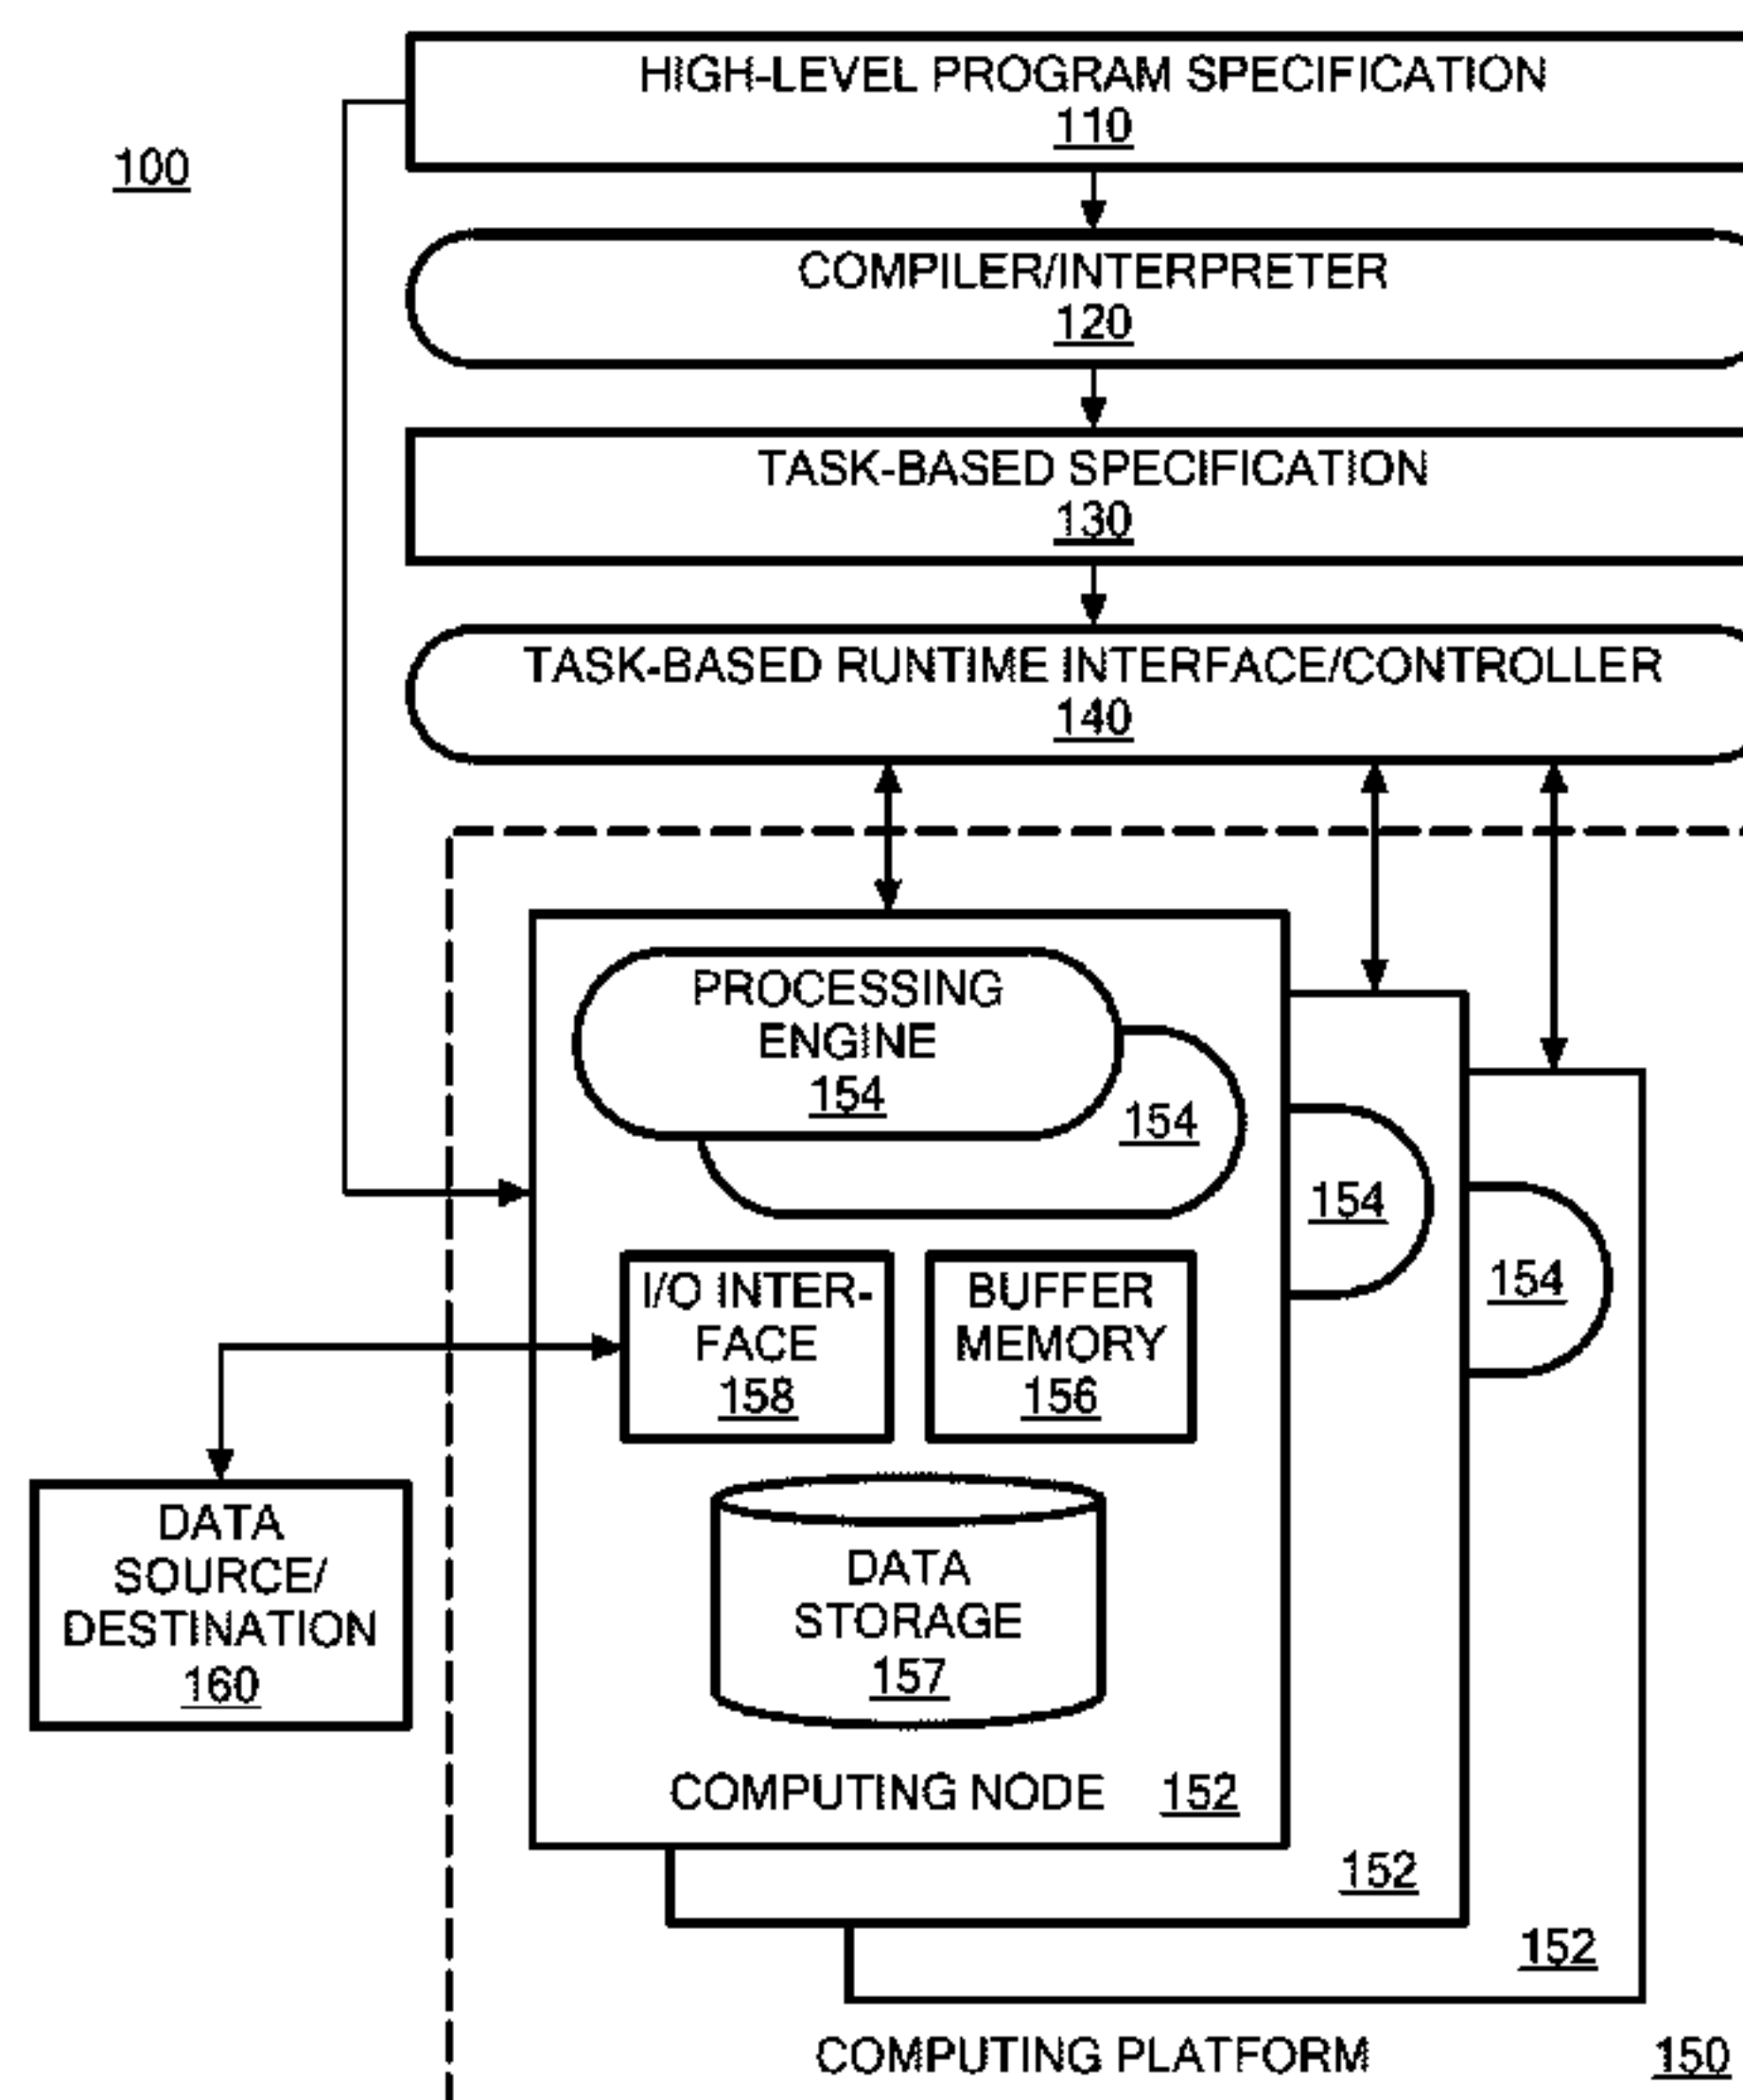 HIGH-LEVEL PROGRAM SPECIFICATION
110
100
COMPILER/INTERPRETER
120
TASK-BASED SPECIFICATION
130
TASK-BASED RUNTIME INTERFACE/CONTROLLER
140
PROCESSING
ENGINE
154
154
154
154
I/O INTER-
FACE
158
BUFFER
MEMORY
156
DATA
SOURCE/
DESTINATION
160
DATA
STORAGE
157
COMPUTING NODE 152
152
152
COMPUTING PLATFORM 150